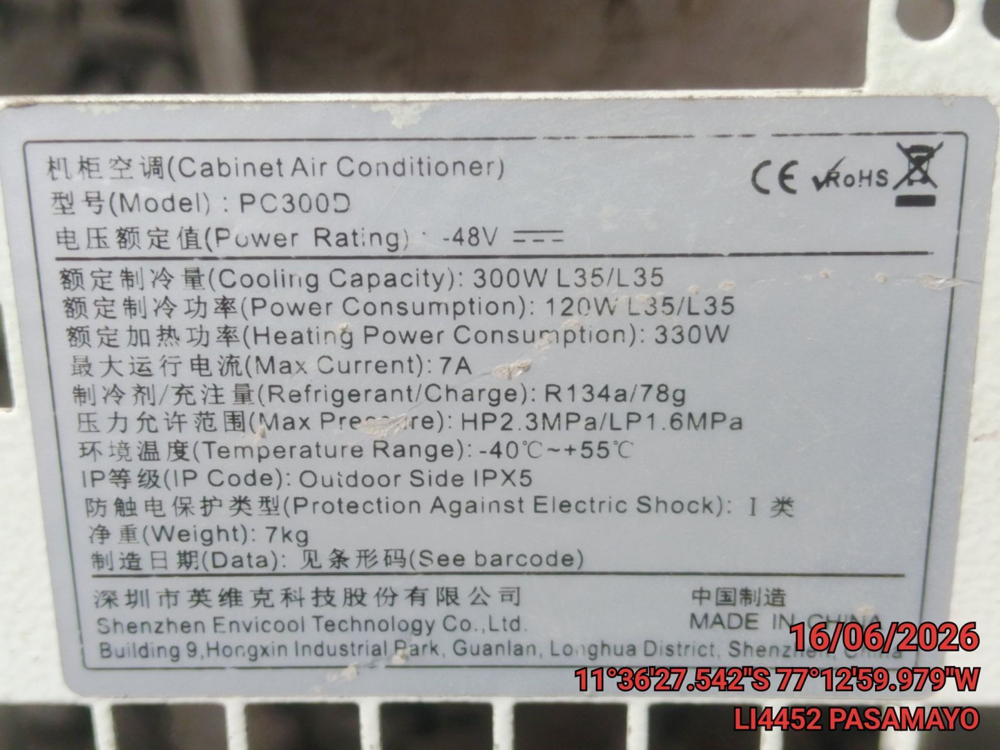 机柜空调(Cabinet Air Conditioner)
CE RoHS
型号(Model) : PC300D
电压额定值(Power Rating) : -48V
额定制冷量(Cooling Capacity): 300W L35/L35
额定制冷功率(Power Consumption): 120W L35/L35
额定加热功率(Heating Power Consumption): 330W
最大运行电流(Max Current): 7A
制冷剂/充注量(Refrigerant/Charge): R134a/78g
压力允许范围(Max Pressure): HP2.3MPa/LP1.6MPa
环境温度(Temperature Range): -40℃~+55℃
IP等级(IP Code): Outdoor Side IPX5
防触电保护类型(Protection Against Electric Shock): I 类
净重(Weight): 7kg
制造日期(Data): 见条形码(See barcode)
深圳市英维克科技股份有限公司
中国制造
Shenzhen Envicool Technology Co.,Ltd.
MADE IN CHINA
Building 9,Hongxin Industrial Park, Guanlan, Longhua District, Shenzhen, China
16/06/2026
11°36'27.542"S 77°12'59.979"W
LI4452 PASAMAYO